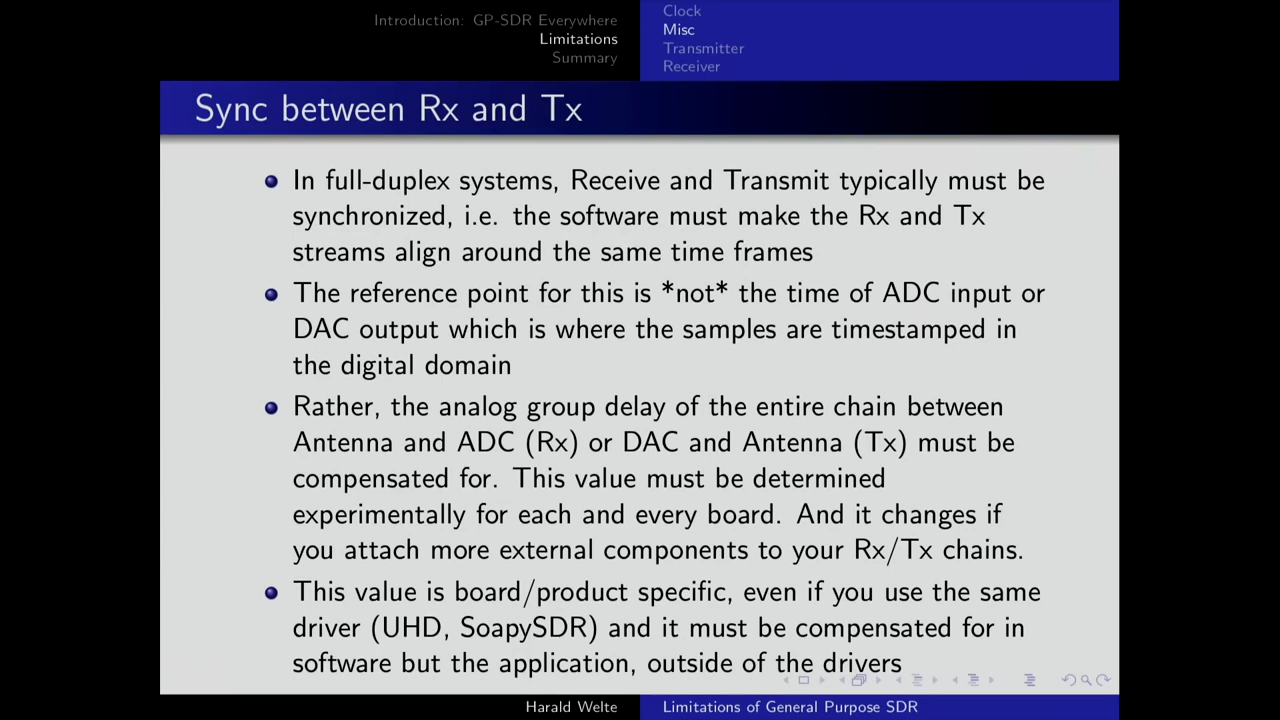 Introduction: GP-SDR Everywhere
Limitations
Summary
Clock
Misc
Transmitter
Receiver
Sync between Rx and Tx
In full-duplex systems, Receive and Transmit typically must be
synchronized, i.e. the software must make the Rx and Tx
streams align around the same time frames
The reference point for this is *not* the time of ADC input or
DAC output which is where the samples are timestamped in
the digital domain
Rather, the analog group delay of the entire chain between
Antenna and ADC (Rx) or DAC and Antenna (Tx) must be
compensated for. This value must be determined
experimentally for each and every board. And it changes if
you attach more external components to your Rx/Tx chains.
This value is board/product specific, even if you use the same
driver (UHD, SoapySDR) and it must be compensated for in
software but the application, outside of the drivers
Harald Welte
Limitations of General Purpose SDR